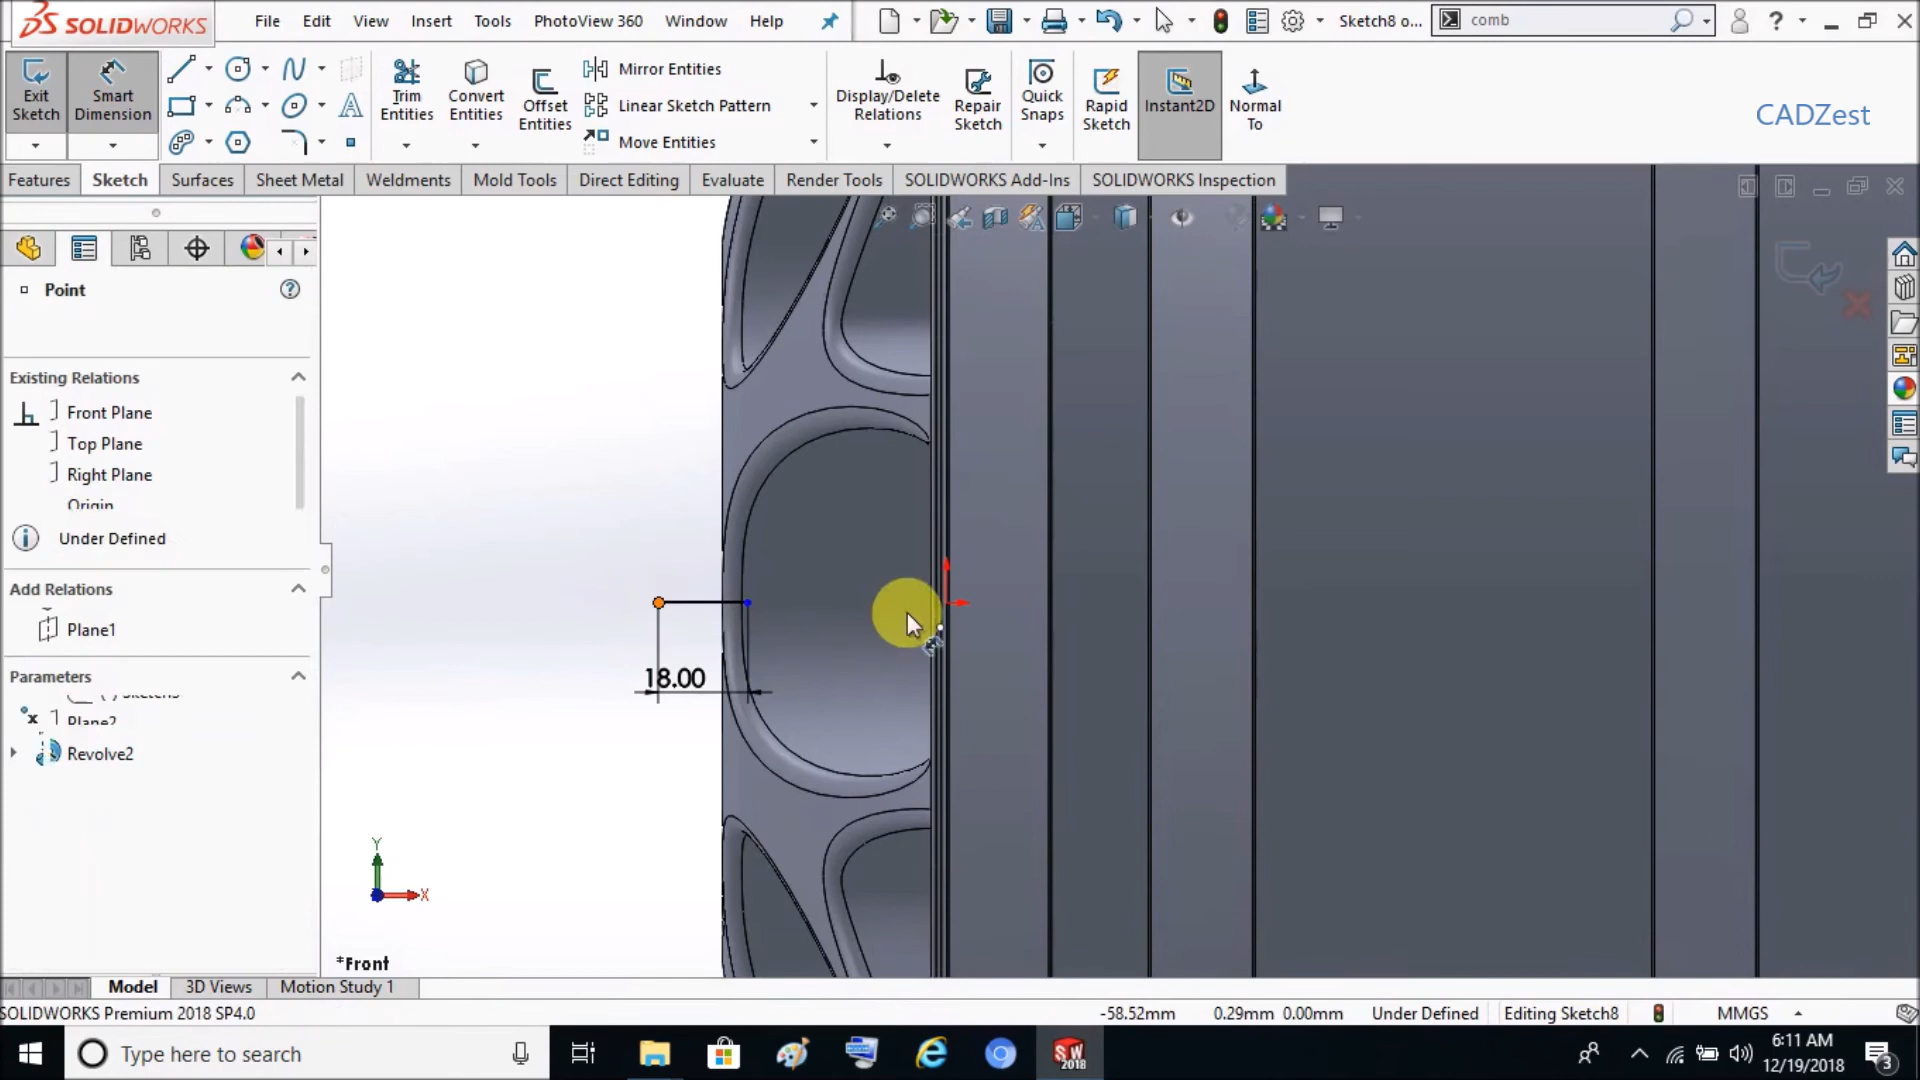 SOLIDWORKS
File Edit View Insert Tools PhotoView 360 Window Help
Sketch8 o...
comb
Exit Sketch
Smart Dimension
Trim Entities
Convert Entities
Offset Entities
Mirror Entities
Linear Sketch Pattern
Move Entities
Display/Delete Relations
Repair Sketch
Quick Snaps
Rapid Sketch
Instant2D
Normal To
CADZest
Features Sketch Surfaces Sheet Metal Weldments Mold Tools Direct Editing Evaluate Render Tools SOLIDWORKS Add-Ins SOLIDWORKS Inspection
Point
Existing Relations
Front Plane
Top Plane
Right Plane
Origin
Under Defined
Add Relations
Plane1
Parameters
Plane2
Revolve2
18.00
Y
X
*Front
Model 3D Views Motion Study 1
SOLIDWORKS Premium 2018 SP4.0
-58.52mm 0.29mm 0.00mm Under Defined Editing Sketch8 MMGS
Type here to search
SW
2018
6:11 AM
12/19/2018
3